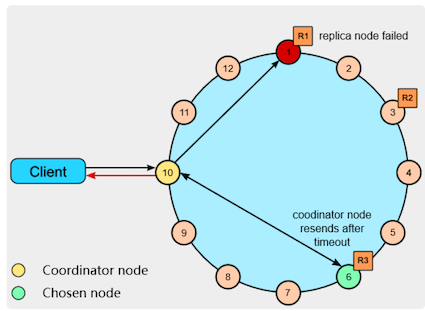 R1
replica node failed
1
12
2
R2
11
3
Client
10
4
coodinator node
resends after
timeout
9
5
R3
8
6
7
Coordinator node
Chosen node